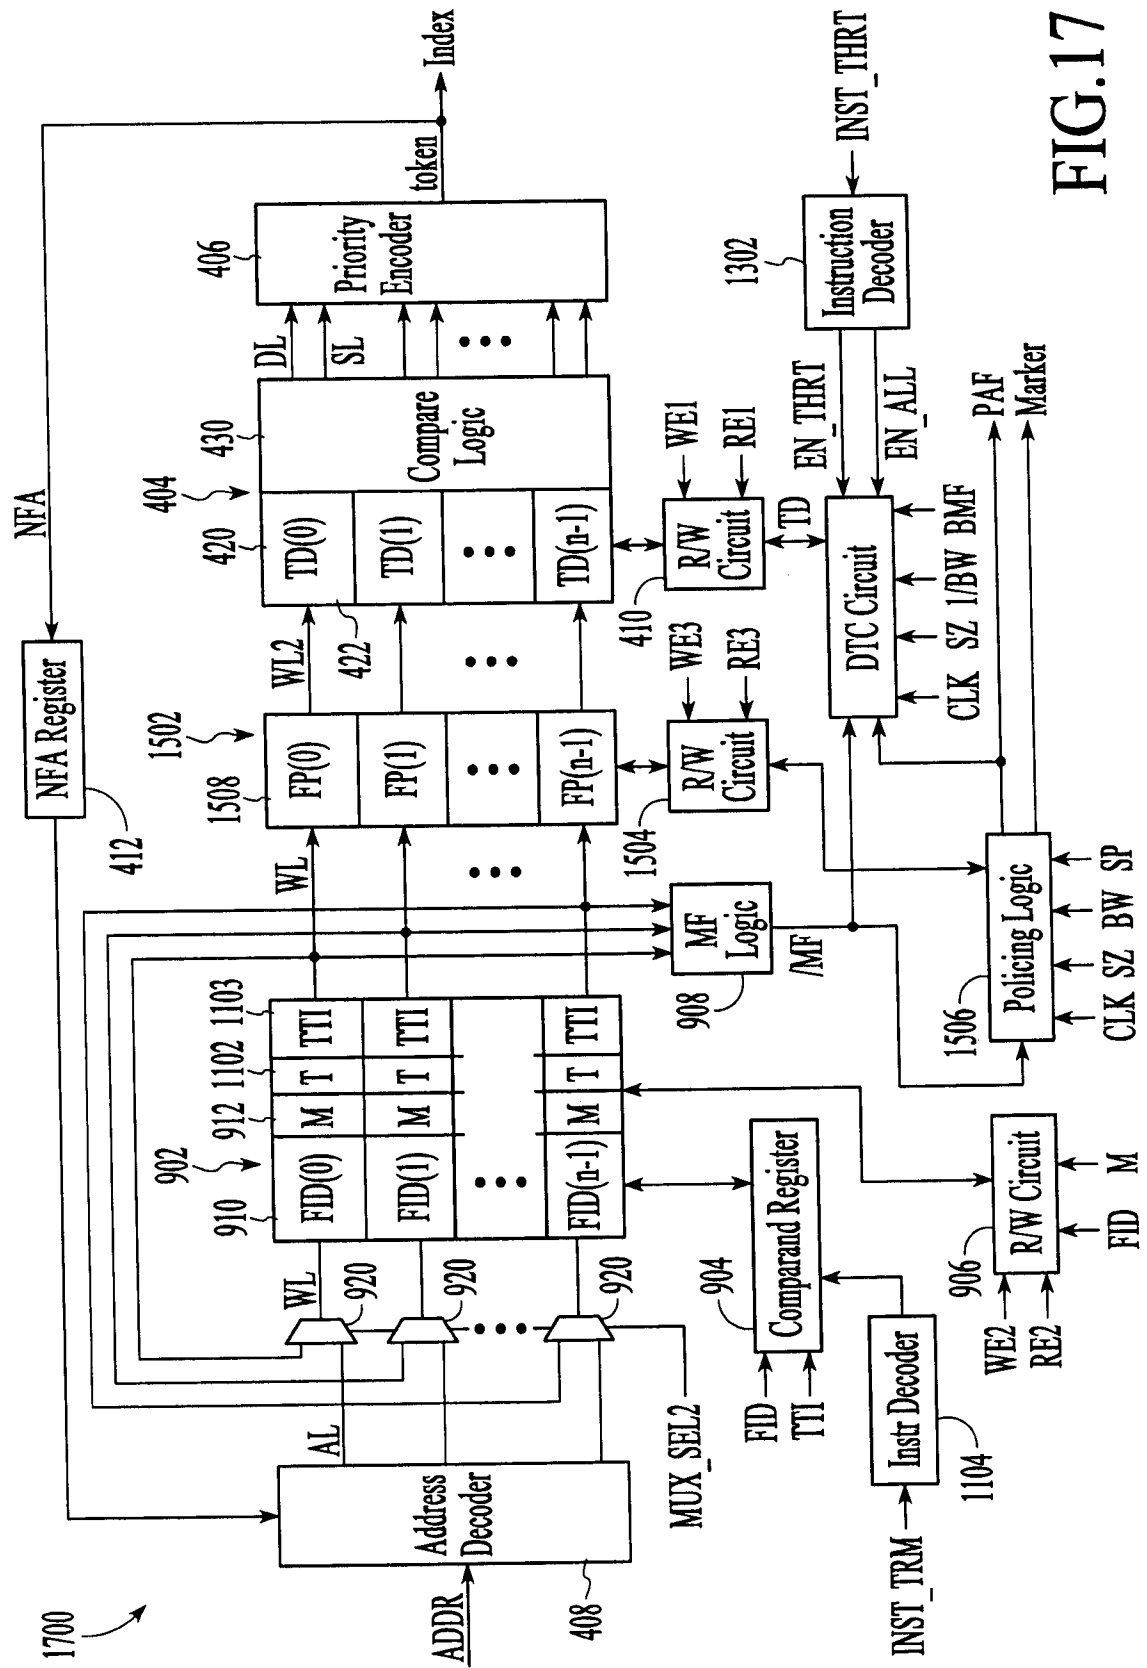 1700
NFA
NFA Register
412
token
Index
406
Priority
Encoder
DL
SL
404
430
Compare
Logic
420
TD(0)
TD(1)
TD(n-1)
422
WL2
1502
1508
FP(0)
FP(1)
FP(n-1)
WL
902
910
912
1102
1103
FID(0)
M
T
TTI
FID(1)
M
T
TTI
FID(n-1)
M
T
TTI
WL
920
920
920
AL
Address
Decoder
408
ADDR
MUX_SEL2
MF
Logic
908
/MF
R/W
Circuit
1504
WE3
RE3
R/W
Circuit
410
WE1
RE1
TD
DTC Circuit
CLK
SZ
1/BW
BMF
EN_THRT
EN_ALL
1302
Instruction
Decoder
INST_THRT
PAF
Marker
Policing Logic
1506
CLK
SZ
BW
SP
Comparand Register
904
FID
TTI
Instr Decoder
1104
INST_TRM
R/W Circuit
906
WE2
RE2
FID
M
FIG.17